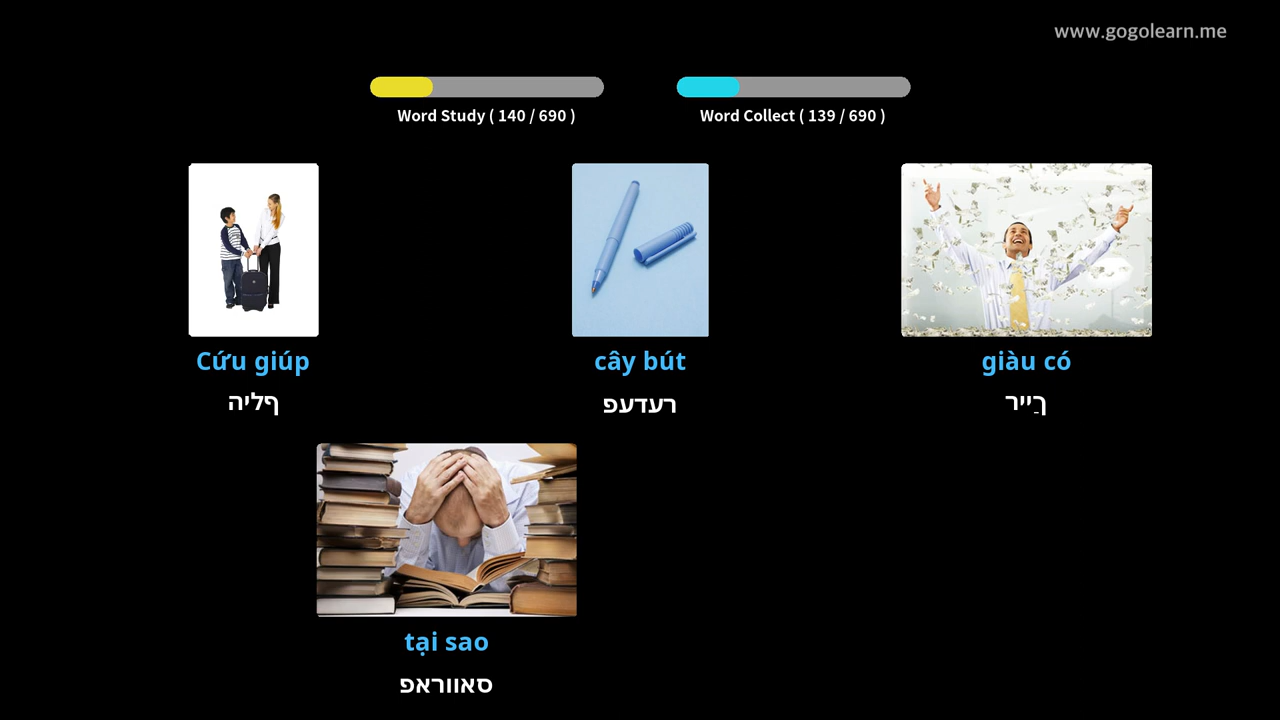 www.gogolearn.me
Word Study ( 140 / 690 )
Word Collect ( 139 / 690 )
Cứu giúp
ףליה
cây bút
רעדעפ
giàu có
ךַייר
tại sao
סאווראפ